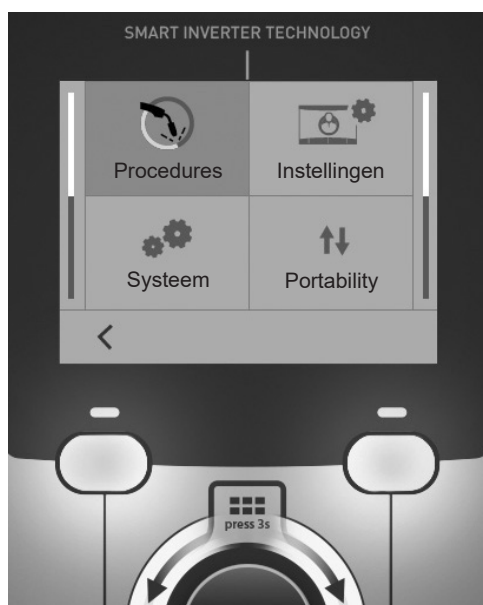 SMART INVERTER TECHNOLOGY
Procedures
Instellingen
Systeem
Portability
press 3s